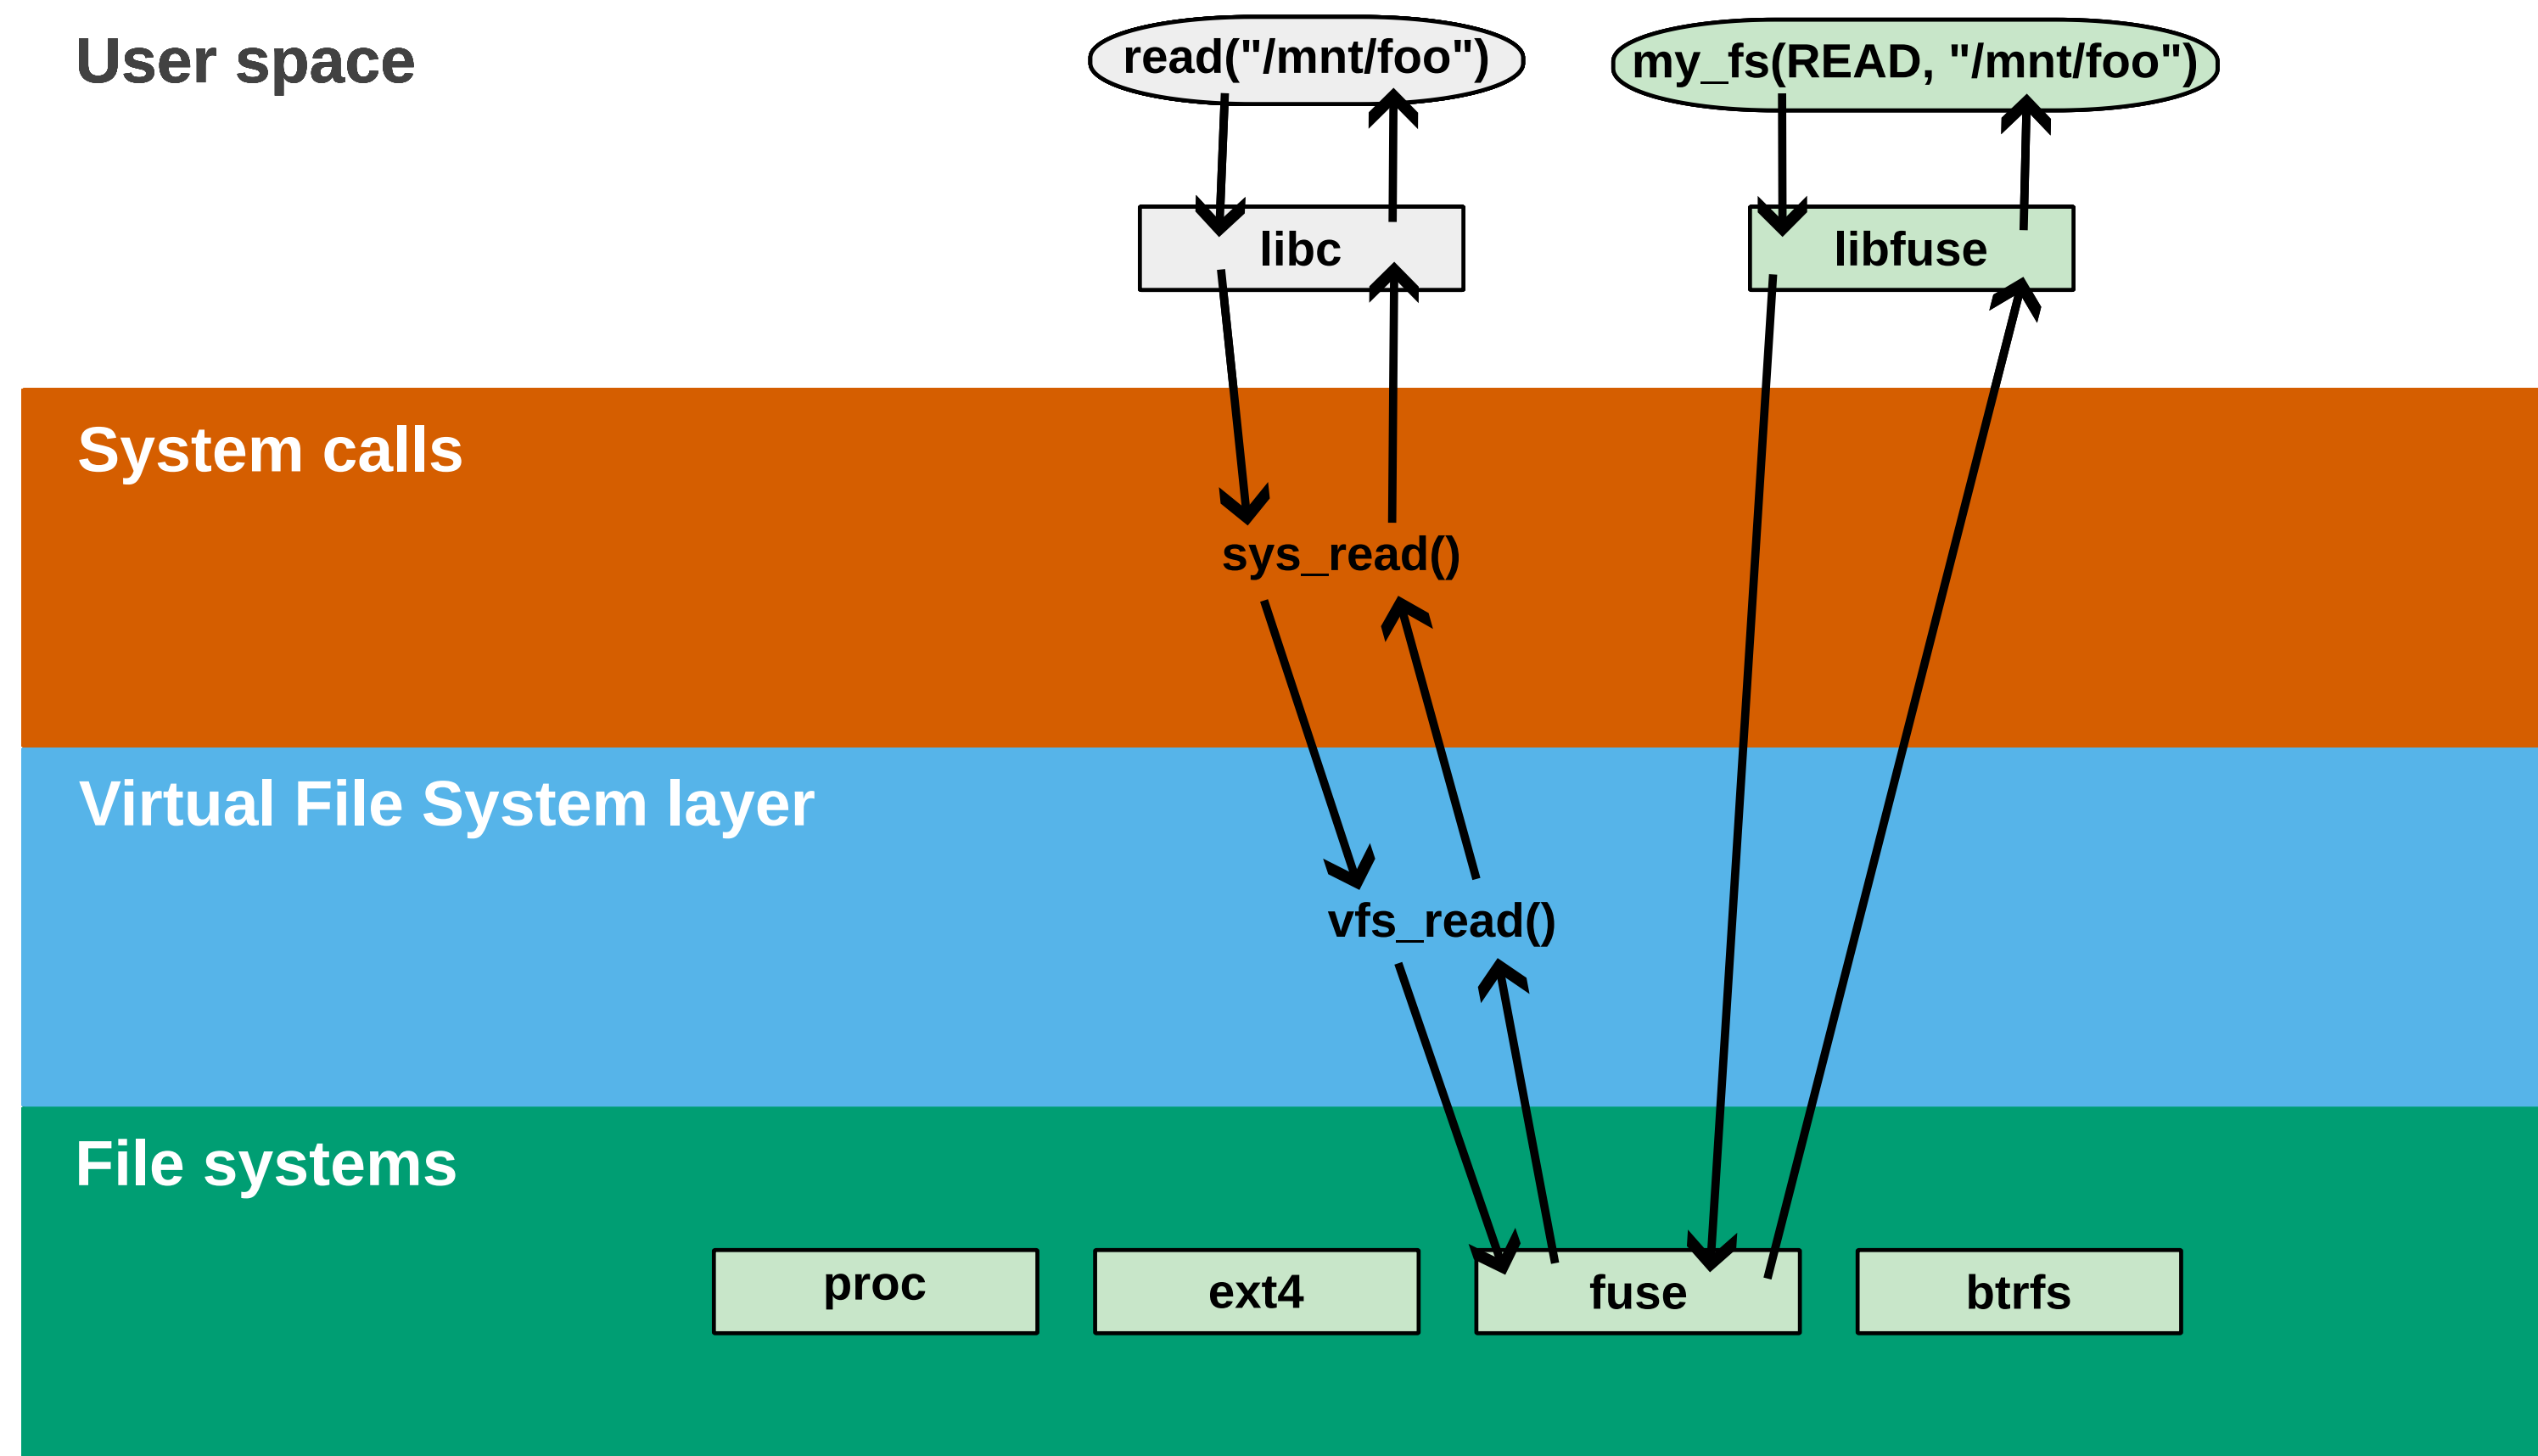 User space
read("/mnt/foo")
my_fs(READ, "/mnt/foo")
libc
libfuse
System calls
sys_read()
Virtual File System layer
vfs_read()
File systems
proc
ext4
fuse
btrfs